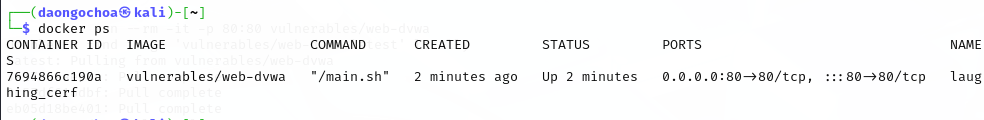 ┌──(daongochoa㉿kali)-[~]
└─$ docker ps
CONTAINER ID   IMAGE                  COMMAND      CREATED         STATUS         PORTS                               NAME
S
7694866c190a   vulnerables/web-dvwa   "/main.sh"   2 minutes ago   Up 2 minutes   0.0.0.0:80->80/tcp, :::80->80/tcp   laug
hing_cerf